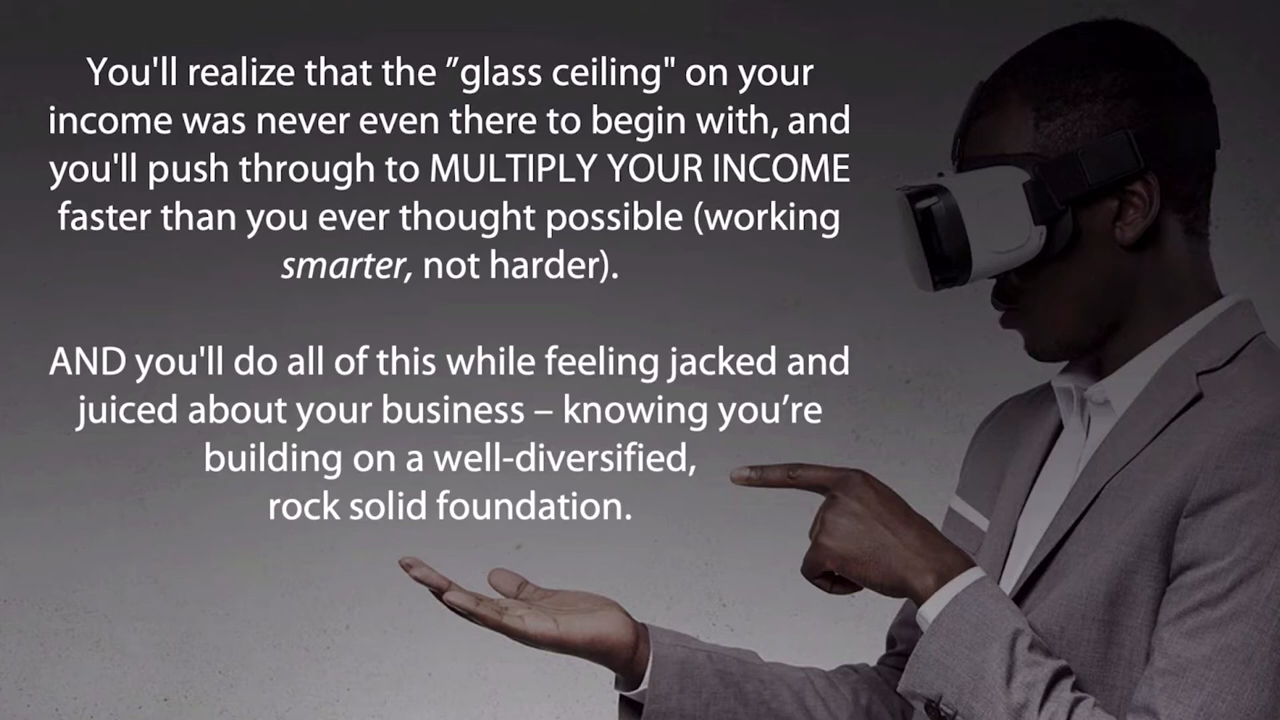 You'll realize that the ”glass ceiling" on your
income was never even there to begin with, and
you'll push through to MULTIPLY YOUR INCOME
faster than you ever thought possible (working
smarter, not harder).
AND you'll do all of this while feeling jacked and
juiced about your business – knowing you’re
building on a well-diversified,
rock solid foundation.